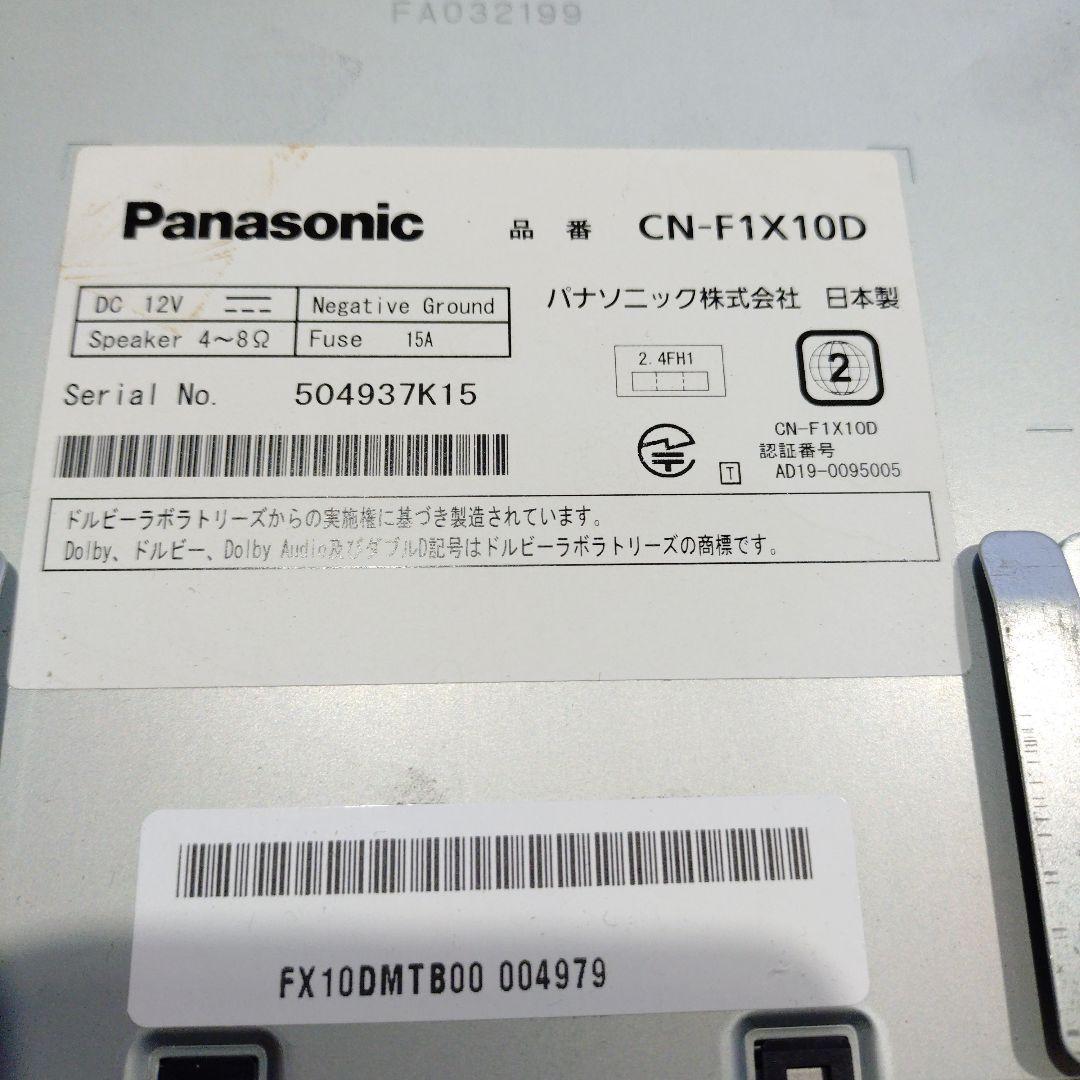 FA032199
Panasonic 品番 CN-F1X10D
DC 12V Negative Ground
Speaker 4～8Ω Fuse 15A
パナソニック株式会社 日本製
2.4FH1
2
Serial No. 504937K15
CN-F1X10D
認証番号
T AD19-0095005
ドルビーラボラトリーズからの実施権に基づき製造されています。
Dolby、ドルビー、Dolby Audio及びダブルD記号はドルビーラボラトリーズの商標です。
FX10DMTB00 004979